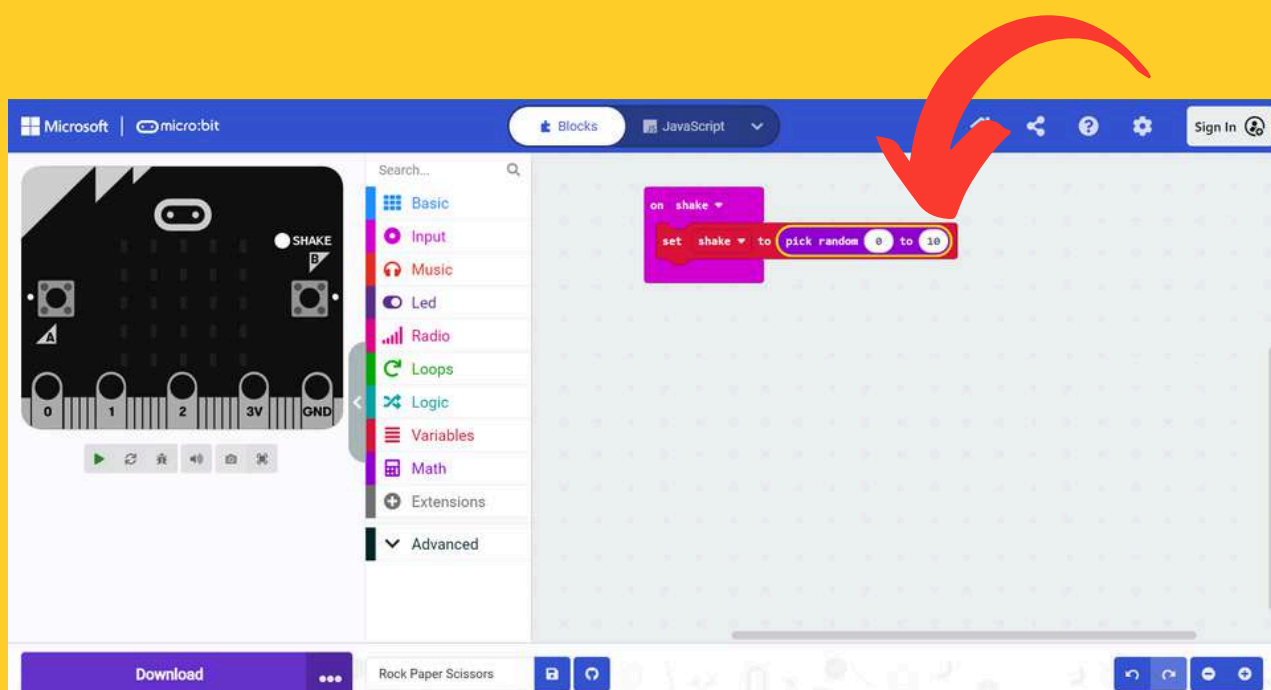 Microsoft | micro:bit
Blocks
JavaScript
Sign In
SHAKE
B
A
0 1 2 3V GND
Search...
Basic
Input
Music
Led
Radio
Loops
Logic
Variables
Math
Extensions
Advanced
on shake
set shake to pick random 0 to 10
Download
Rock Paper Scissors